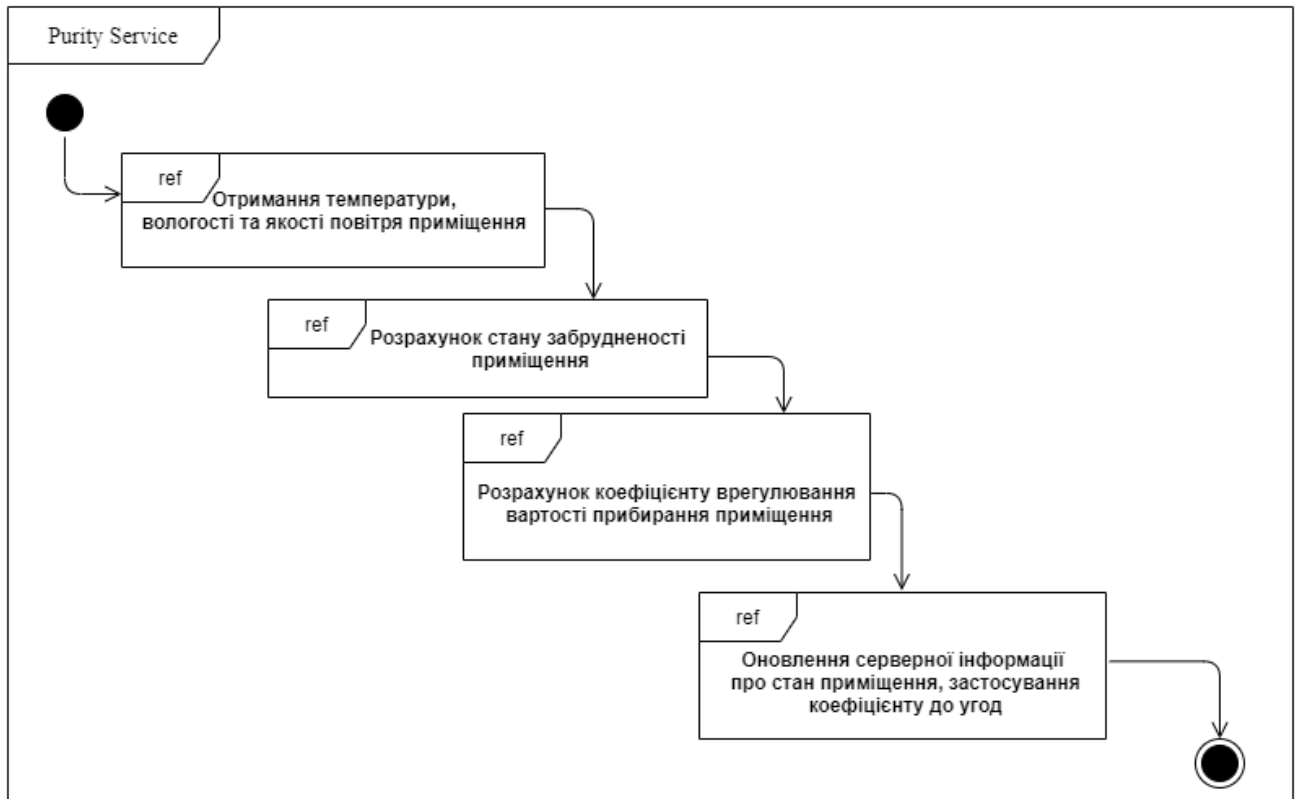 Purity Service
ref
Отримання температури,
вологості та якості повітря приміщення
ref
Розрахунок стану забрудненості
приміщення
ref
Розрахунок коефіцієнту врегулювання
вартості прибирання приміщення
ref
Оновлення серверної інформації
про стан приміщення, застосування
коефіцієнту до угод